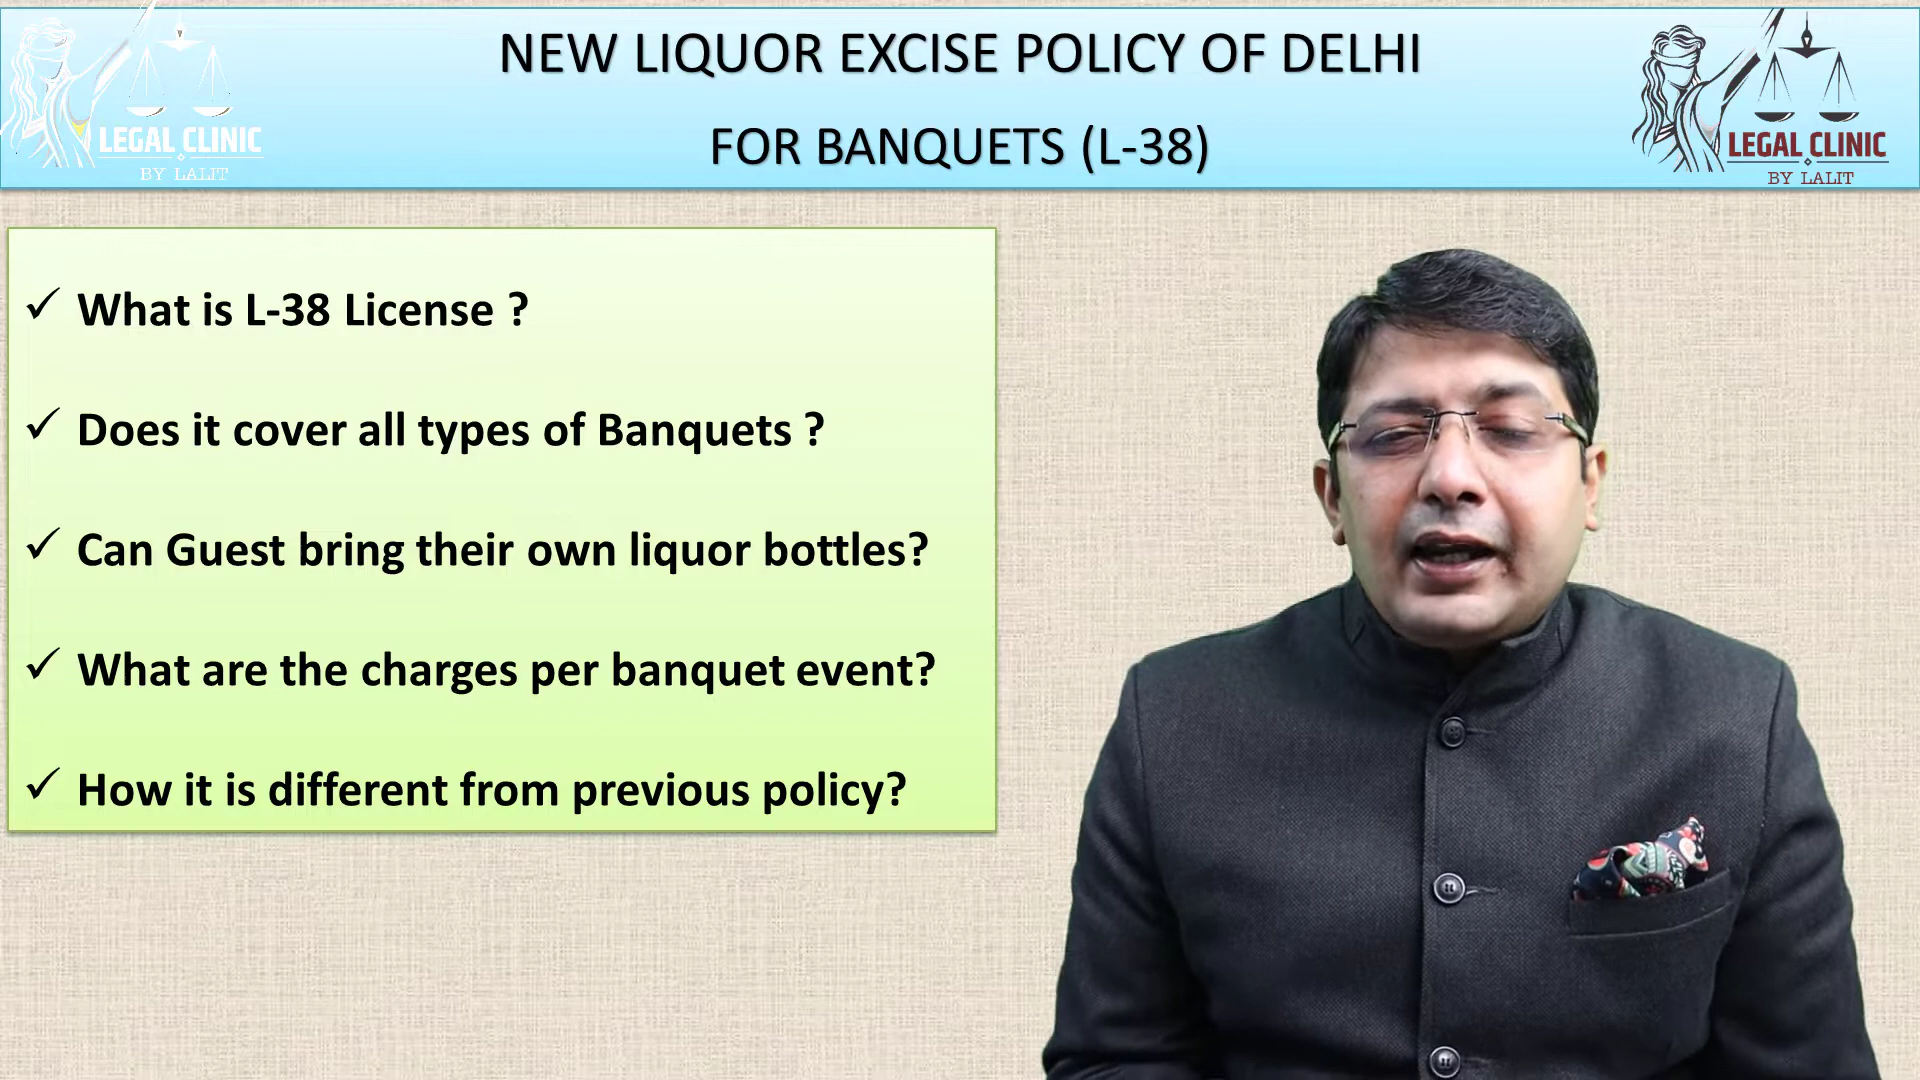 NEW LIQUOR EXCISE POLICY OF DELHI
FOR BANQUETS (L-38)
LEGAL CLINIC
BY LALIT
LEGAL CLINIC
BY LALIT
✓ What is L-38 License ?
✓ Does it cover all types of Banquets ?
✓ Can Guest bring their own liquor bottles?
✓ What are the charges per banquet event?
✓ How it is different from previous policy?